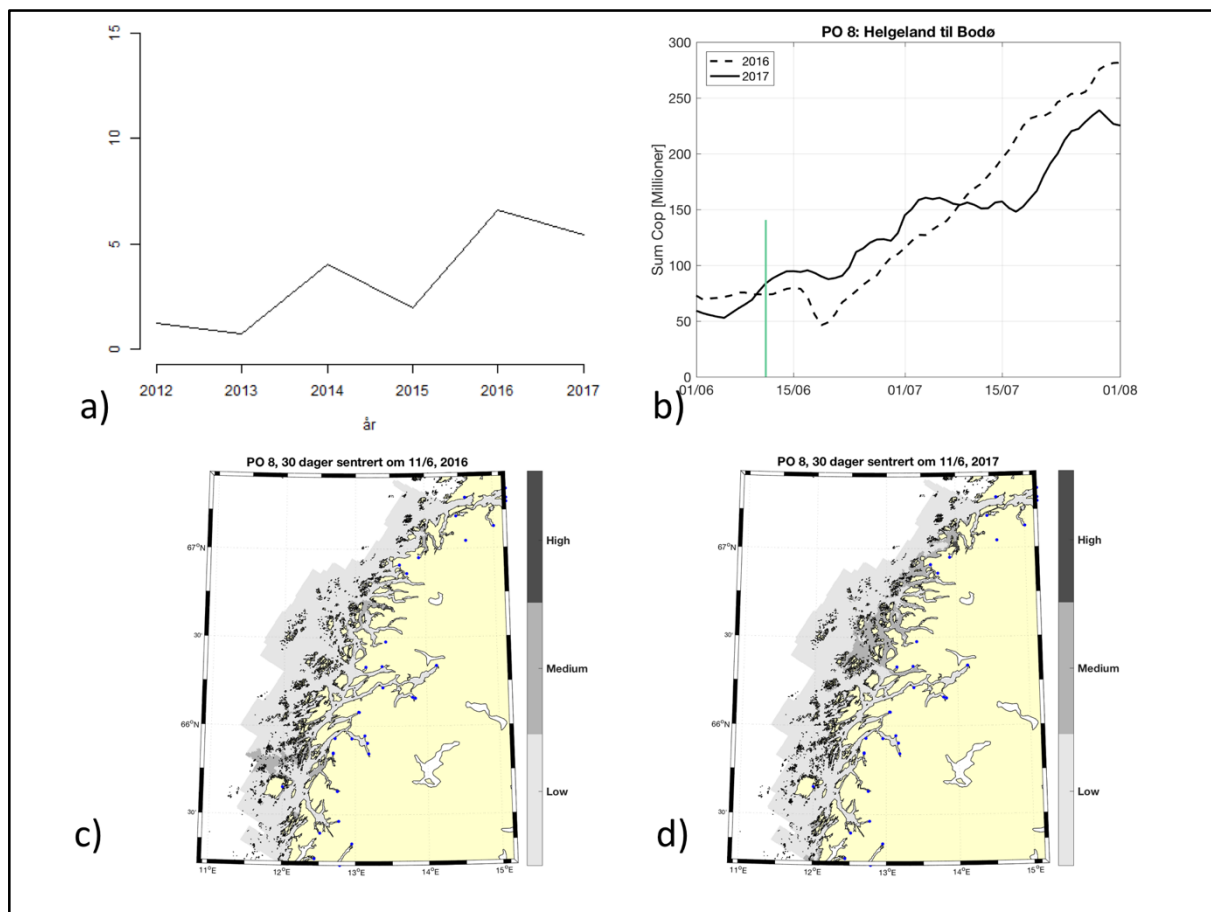 15
10
5
0
2012 2013 2014 2015 2016 2017
år
a)
PO 8: Helgeland til Bodø
2016
2017
300
250
200
150
100
50
0
Sum Cop [Millioner]
01/06 15/06 01/07 15/07 01/08
b)
PO 8, 30 dager sentrert om 11/6, 2016
67°N
30'
66°N
30'
11°E 12°E 13°E 14°E 15°E
High
Medium
Low
c)
PO 8, 30 dager sentrert om 11/6, 2017
67°N
30'
66°N
30'
11°E 12°E 13°E 14°E 15°E
High
Medium
Low
d)